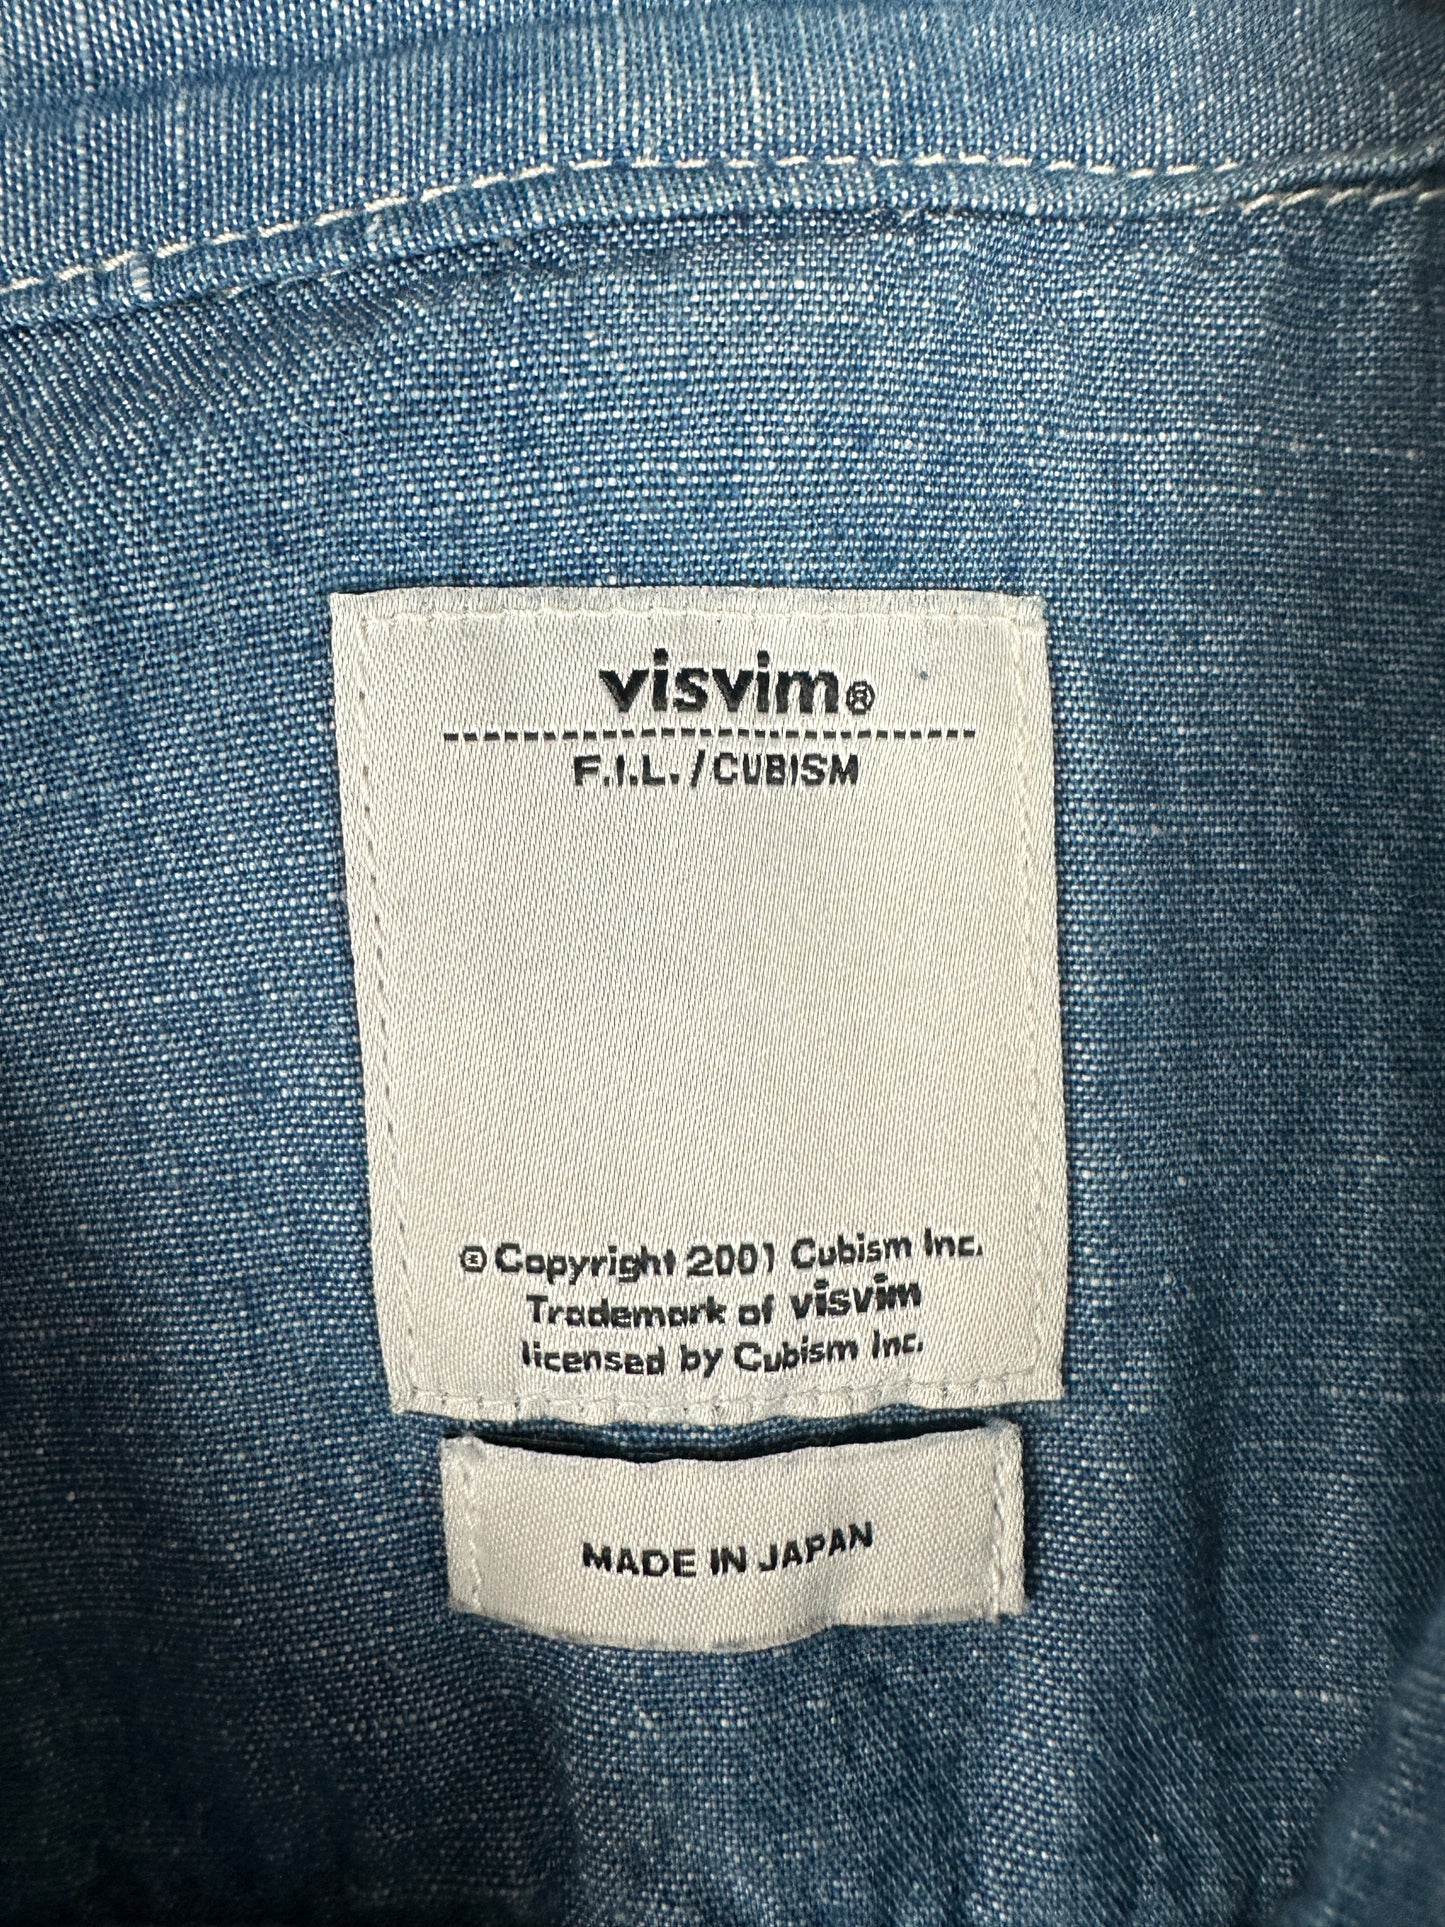 visvim®
F.I.L./CUBISM
© Copyright 2001 Cubism Inc.
Trademark of visvim
licensed by Cubism Inc.
MADE IN JAPAN